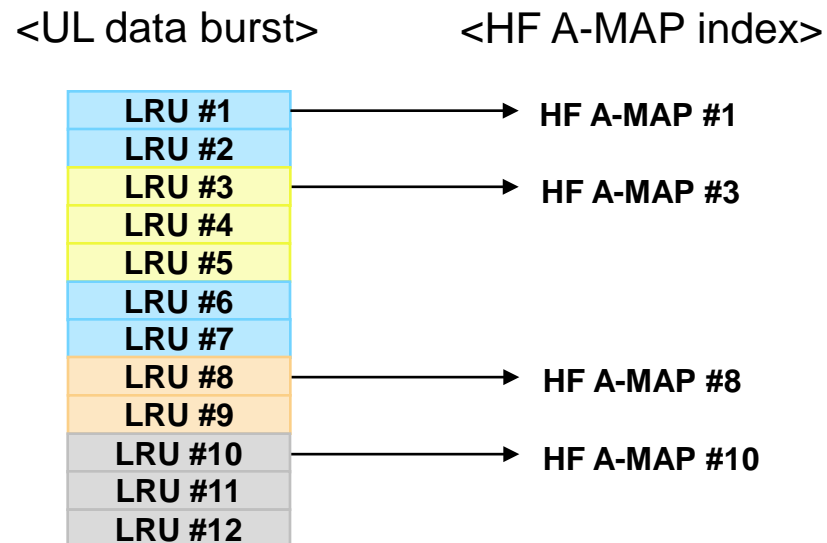 <UL data burst> <HF A-MAP index>
LRU #1 HF A-MAP #1
LRU #2
LRU #3 HF A-MAP #3
LRU #4
LRU #5
LRU #6
LRU #7
LRU #8 HF A-MAP #8
LRU #9
LRU #10 HF A-MAP #10
LRU #11
LRU #12